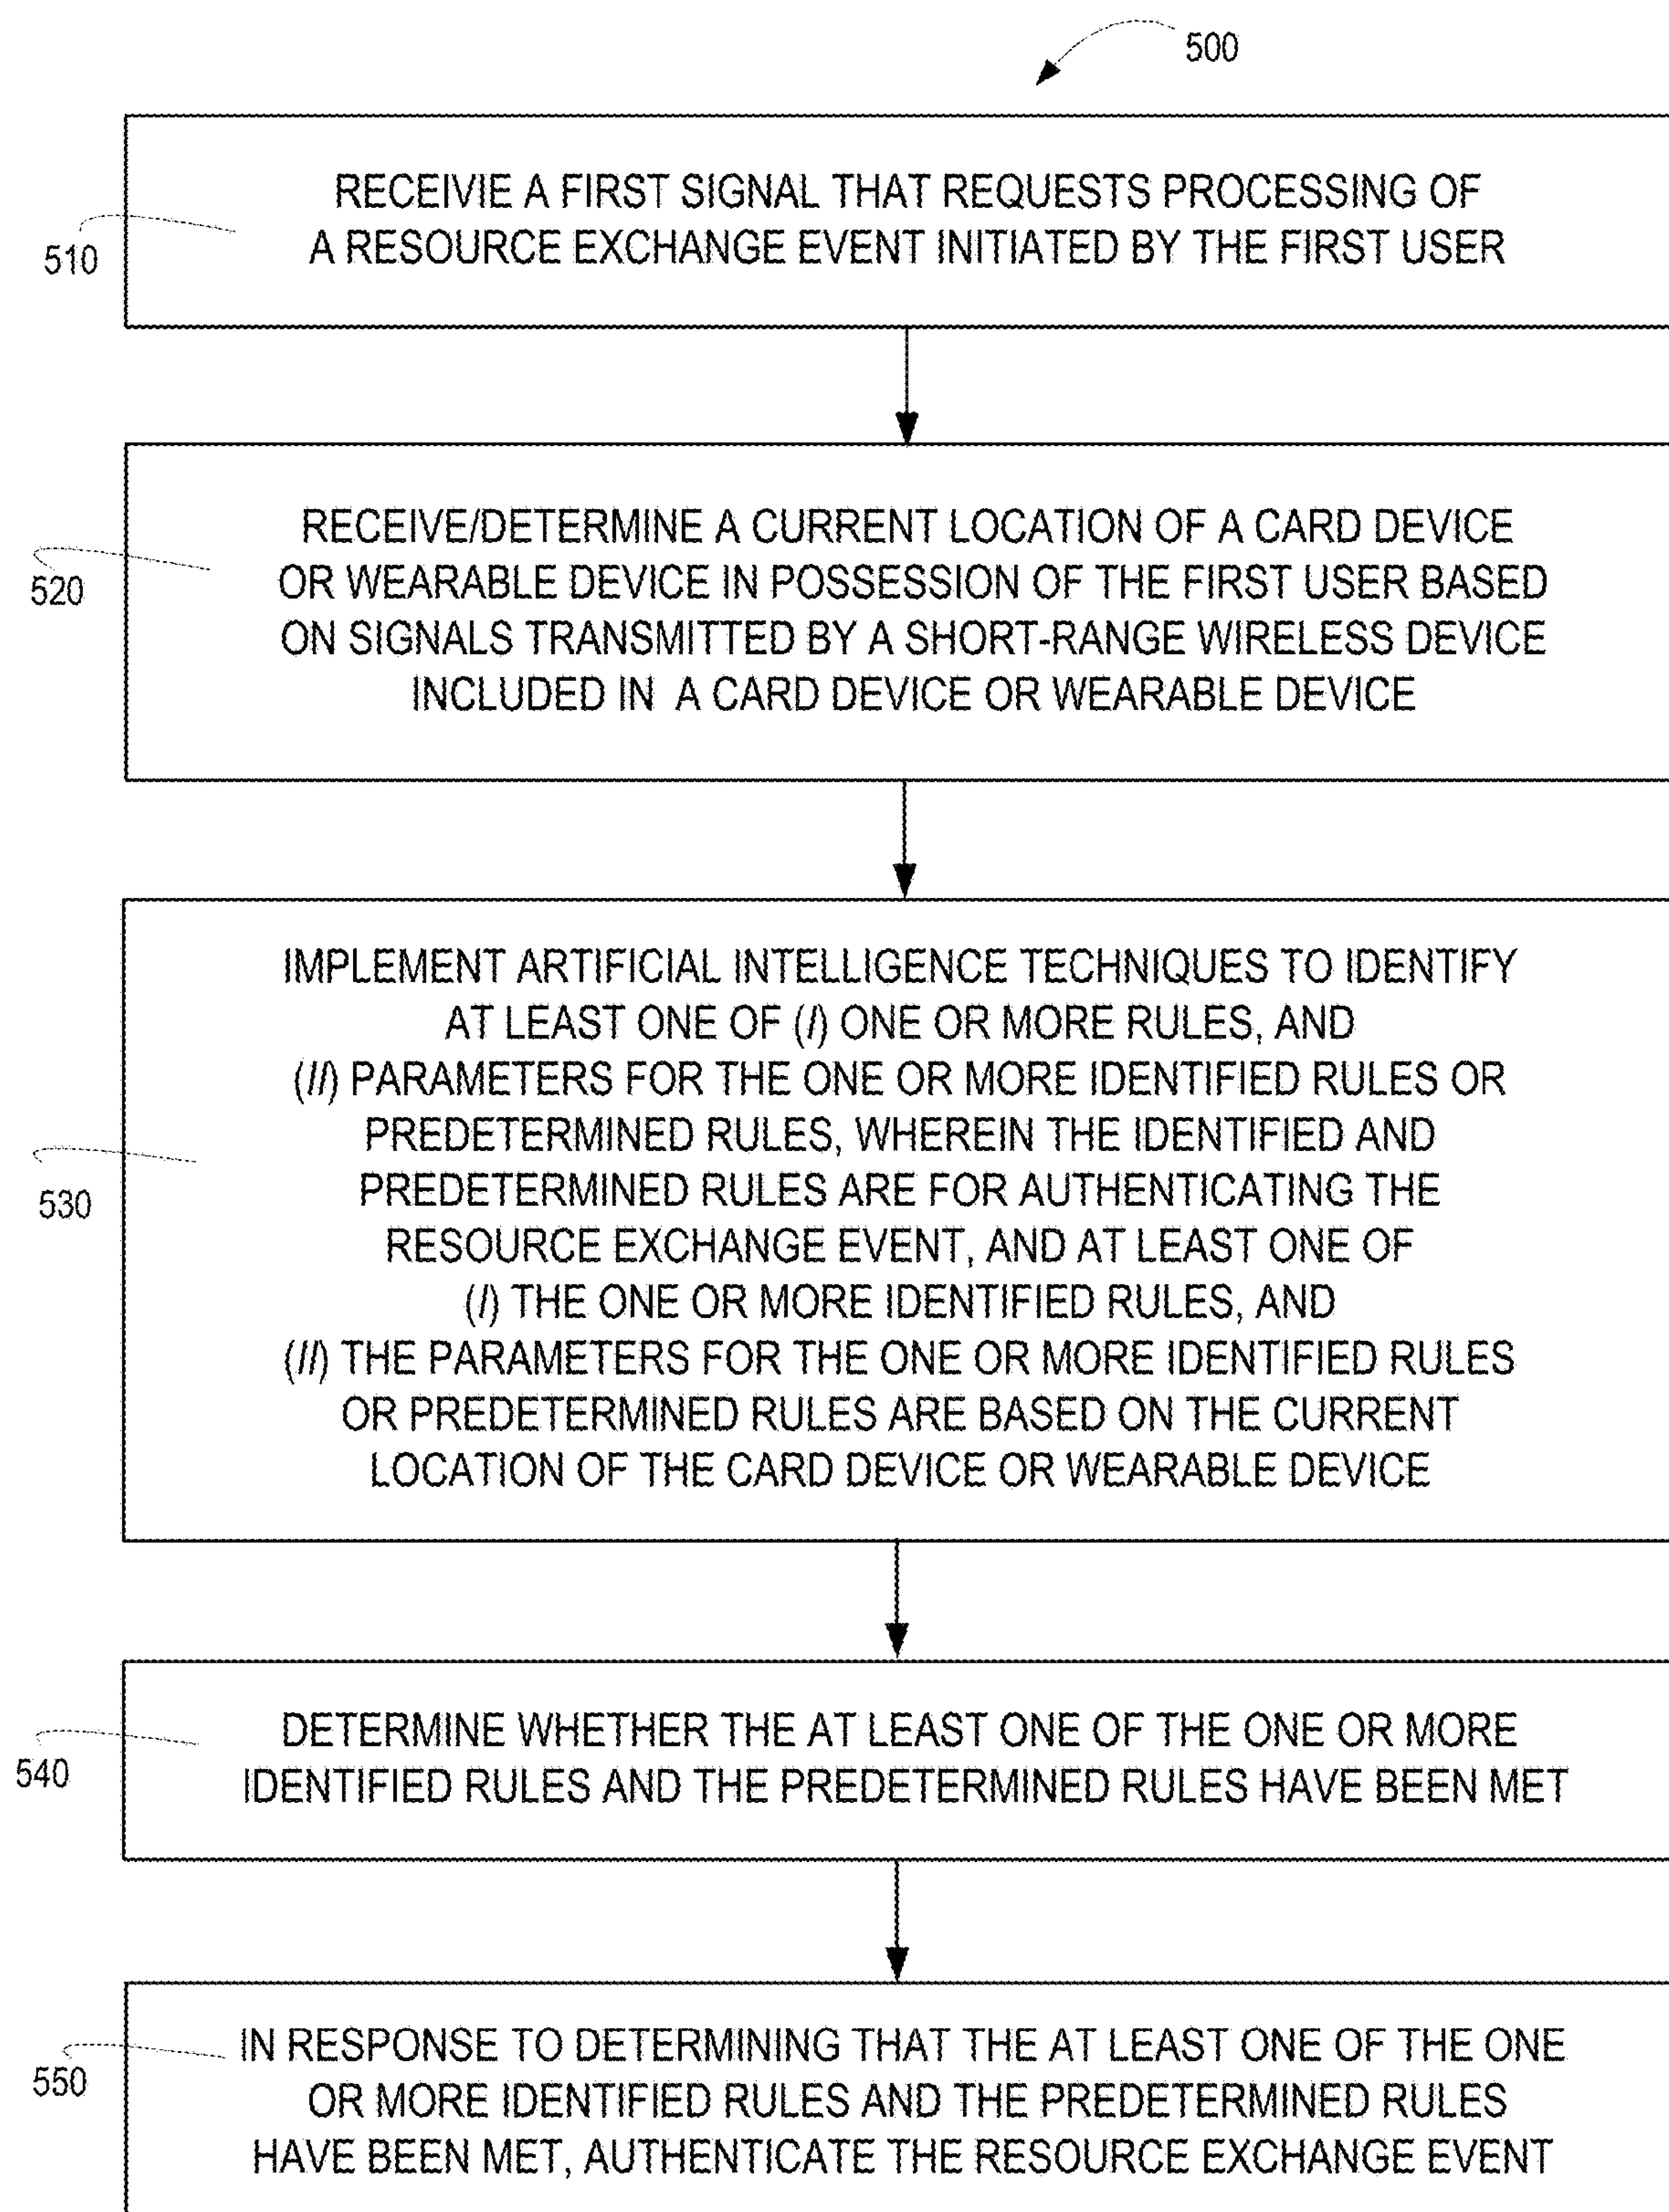 500
RECEIVIE A FIRST SIGNAL THAT REQUESTS PROCESSING OF
A RESOURCE EXCHANGE EVENT INITIATED BY THE FIRST USER
510
RECEIVE/DETERMINE A CURRENT LOCATION OF A CARD DEVICE
OR WEARABLE DEVICE IN POSSESSION OF THE FIRST USER BASED
ON SIGNALS TRANSMITTED BY A SHORT-RANGE WIRELESS DEVICE
INCLUDED IN A CARD DEVICE OR WEARABLE DEVICE
520
IMPLEMENT ARTIFICIAL INTELLIGENCE TECHNIQUES TO IDENTIFY
AT LEAST ONE OF (I) ONE OR MORE RULES, AND
(II) PARAMETERS FOR THE ONE OR MORE IDENTIFIED RULES OR
PREDETERMINED RULES, WHEREIN THE IDENTIFIED AND
PREDETERMINED RULES ARE FOR AUTHENTICATING THE
RESOURCE EXCHANGE EVENT, AND AT LEAST ONE OF
(I) THE ONE OR MORE IDENTIFIED RULES, AND
(II) THE PARAMETERS FOR THE ONE OR MORE IDENTIFIED RULES
OR PREDETERMINED RULES ARE BASED ON THE CURRENT
LOCATION OF THE CARD DEVICE OR WEARABLE DEVICE
530
DETERMINE WHETHER THE AT LEAST ONE OF THE ONE OR MORE
IDENTIFIED RULES AND THE PREDETERMINED RULES HAVE BEEN MET
540
IN RESPONSE TO DETERMINING THAT THE AT LEAST ONE OF THE ONE
OR MORE IDENTIFIED RULES AND THE PREDETERMINED RULES
HAVE BEEN MET, AUTHENTICATE THE RESOURCE EXCHANGE EVENT
550